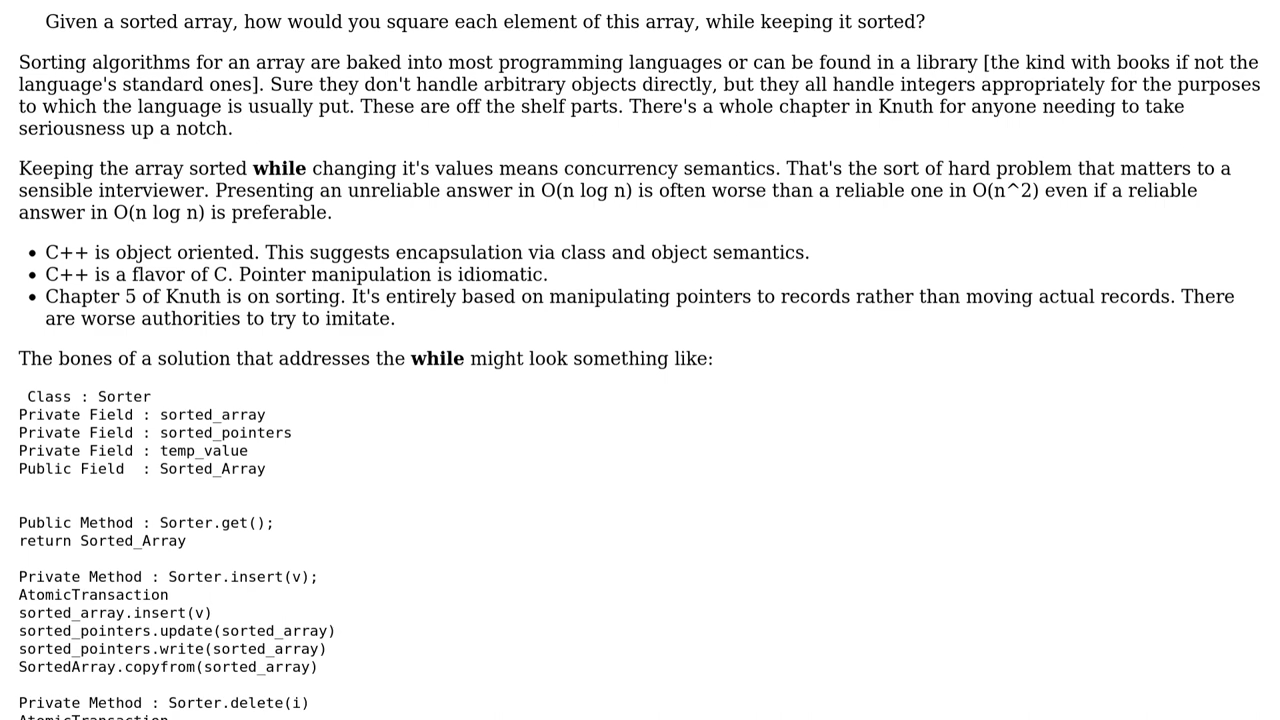 Given a sorted array, how would you square each element of this array, while keeping it sorted?
Sorting algorithms for an array are baked into most programming languages or can be found in a library [the kind with books if not the
language's standard ones]. Sure they don't handle arbitrary objects directly, but they all handle integers appropriately for the purposes
to which the language is usually put. These are off the shelf parts. There's a whole chapter in Knuth for anyone needing to take
seriousness up a notch.
Keeping the array sorted while changing it's values means concurrency semantics. That's the sort of hard problem that matters to a
sensible interviewer. Presenting an unreliable answer in O(n log n) is often worse than a reliable one in O(n^2) even if a reliable
answer in O(n log n) is preferable.
• C++ is object oriented. This suggests encapsulation via class and object semantics.
• C++ is a flavor of C. Pointer manipulation is idiomatic.
• Chapter 5 of Knuth is on sorting. It's entirely based on manipulating pointers to records rather than moving actual records. There
are worse authorities to try to imitate.
The bones of a solution that addresses the while might look something like:
Class : Sorter
Private Field : sorted_array
Private Field : sorted_pointers
Private Field : temp_value
Public Field  : Sorted_Array
Public Method : Sorter.get();
return Sorted_Array
Private Method : Sorter.insert(v);
AtomicTransaction
sorted_array.insert(v)
sorted_pointers.update(sorted_array)
sorted_pointers.write(sorted_array)
SortedArray.copyfrom(sorted_array)
Private Method : Sorter.delete(i)
AtomicTransaction